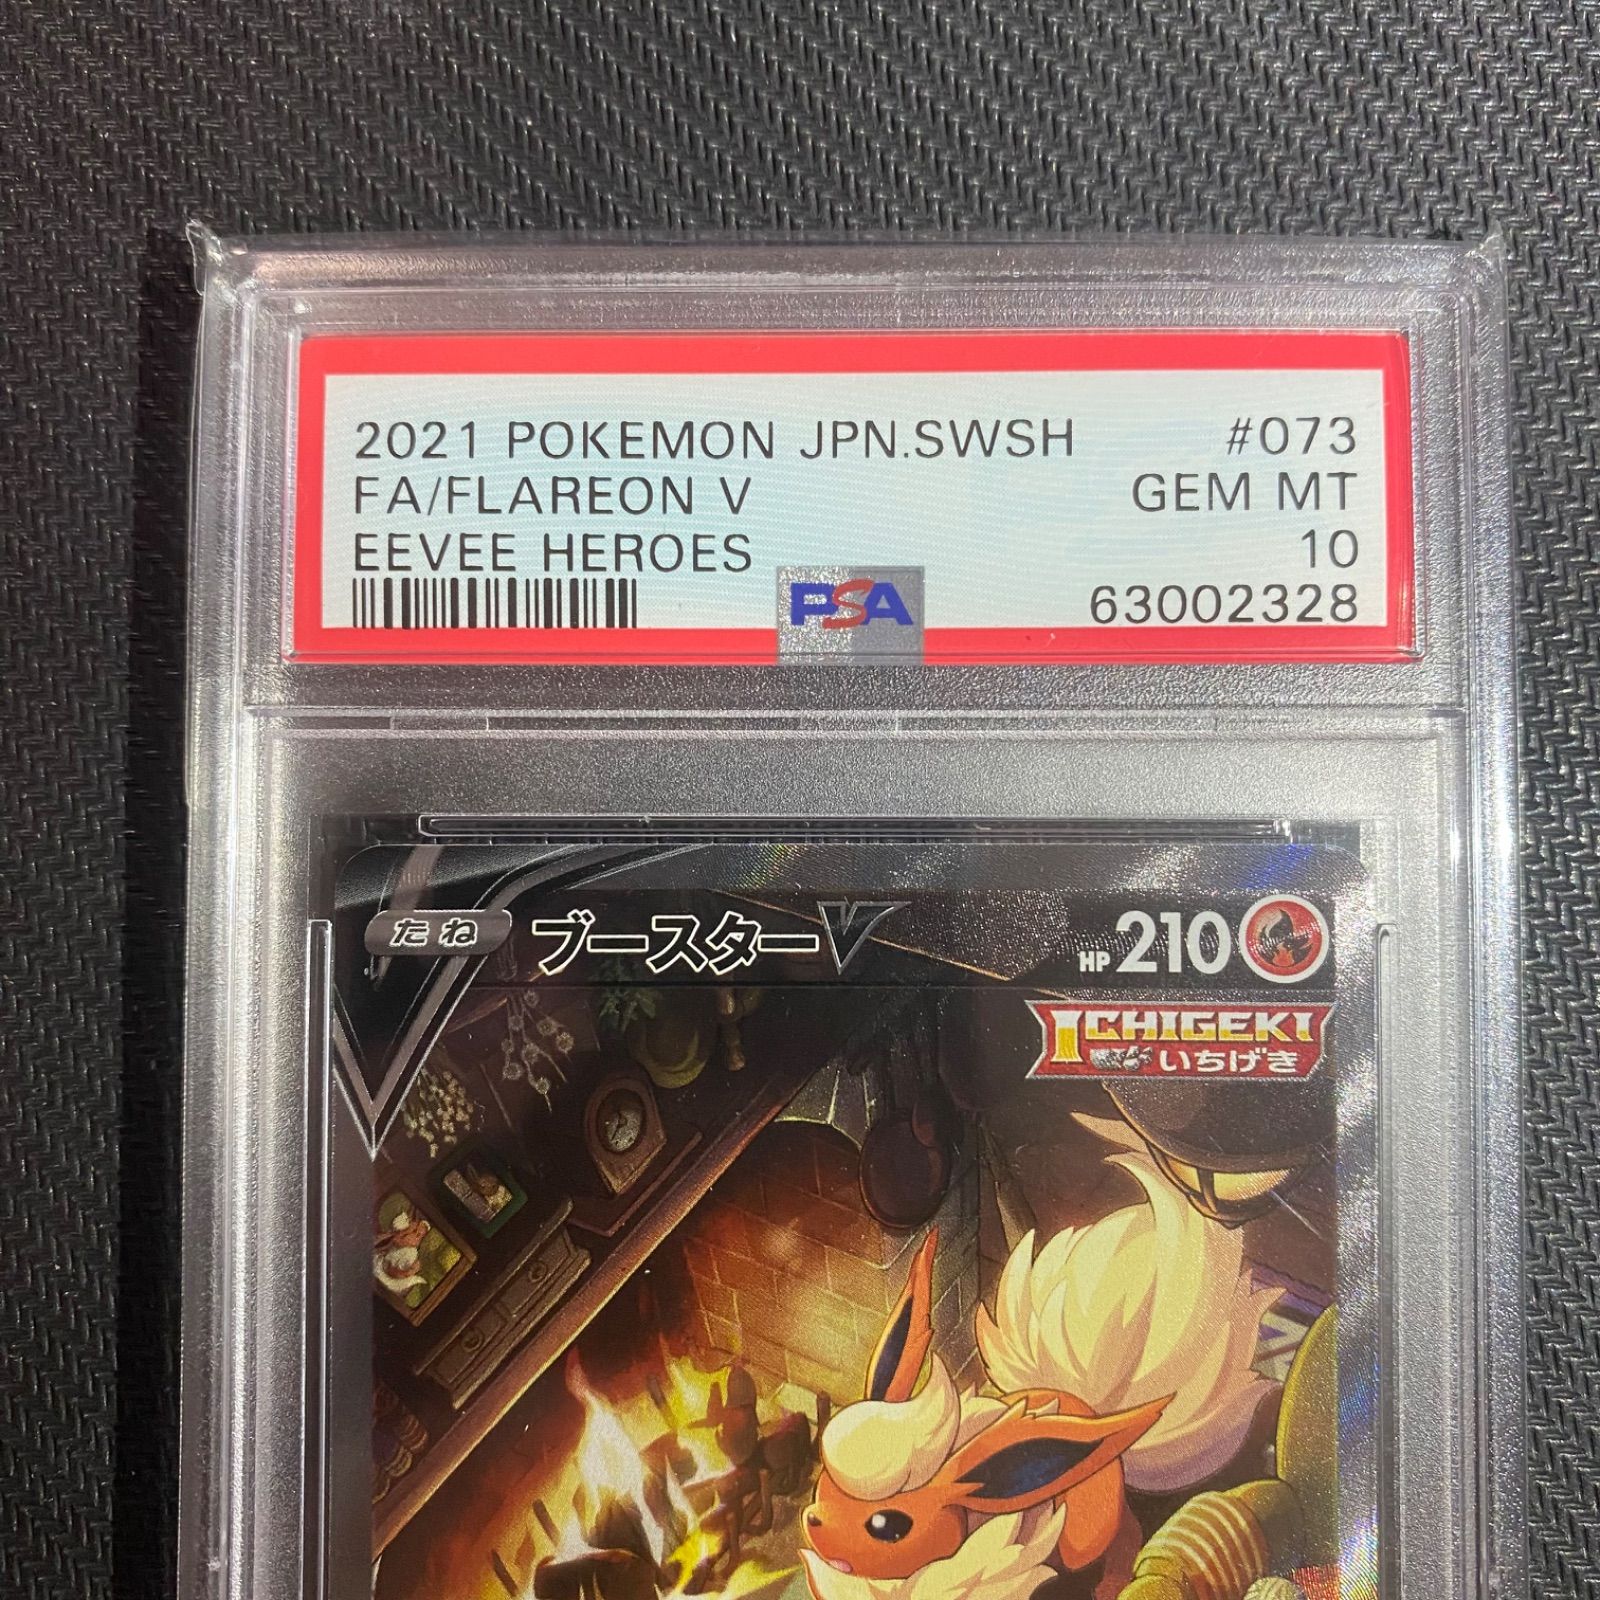 2021 POKEMON JPN.SWSH #073
FA/FLAREON V GEM MT
EEVEE HEROES 10
PSA 63002328
たね ブースターV HP 210
ICHIGEKI
いちげき